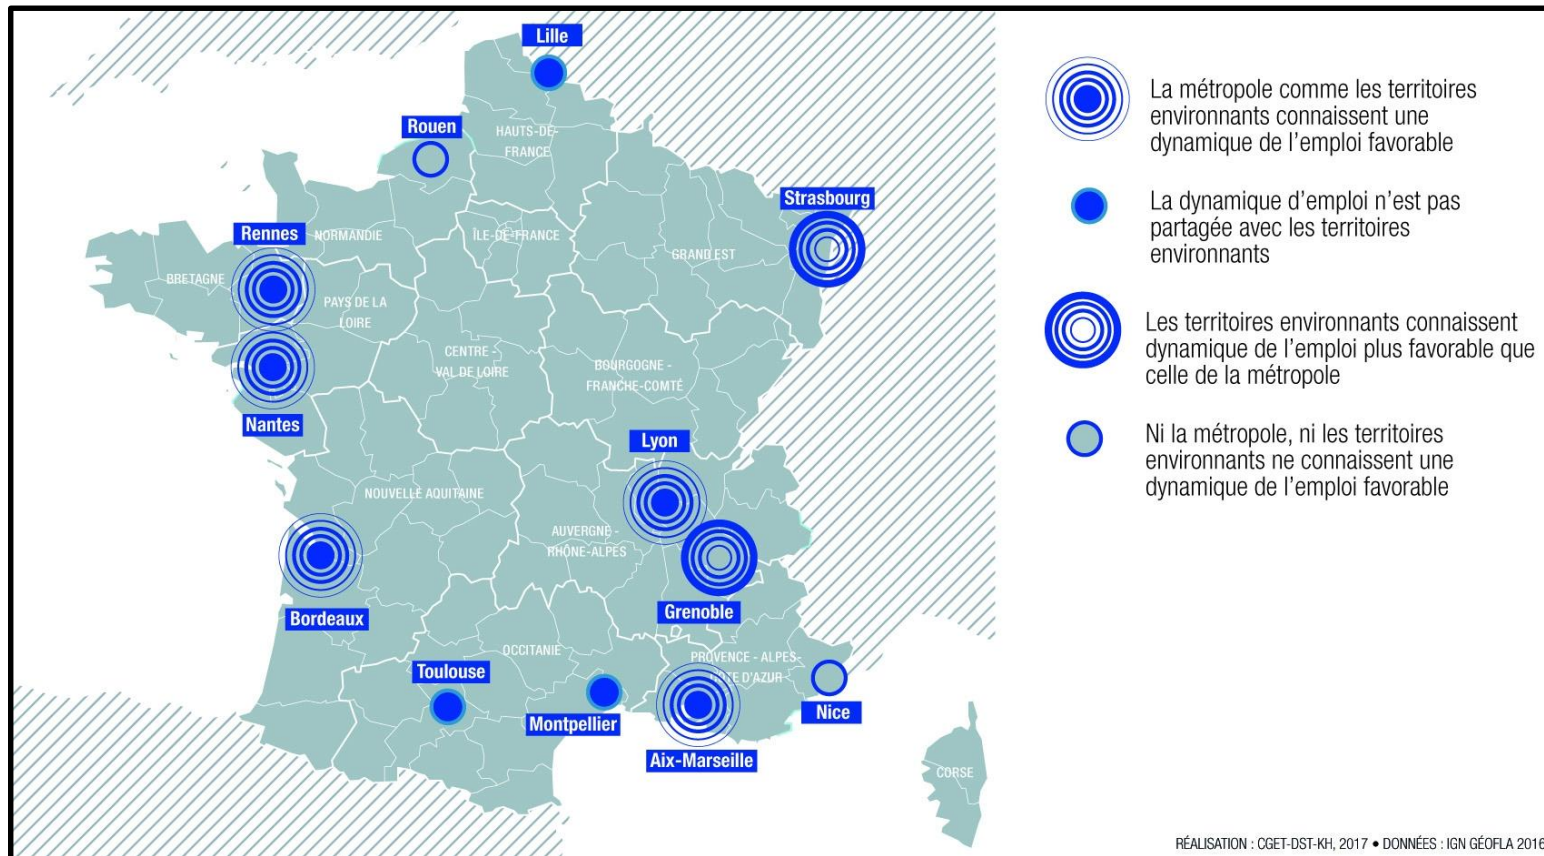 Lille
Rouen
HAUTS-DE-
FRANCE
Strasbourg
Rennes
NORMANDIE
ÎLE-DE-FRANCE
GRAND EST
BRETAGNE
PAYS DE LA
LOIRE
CENTRE -
VAL DE LOIRE
BOURGOGNE -
FRANCHE-COMTÉ
Nantes
Lyon
NOUVELLE AQUITAINE
AUVERGNE -
RHÔNE-ALPES
Bordeaux
Grenoble
OCCITANIE
PROVENCE - ALPES-
CÔTE D'AZUR
Toulouse
Montpellier
Nice
Aix-Marseille
CORSE
La métropole comme les territoires
environnants connaissent une
dynamique de l'emploi favorable
La dynamique d'emploi n'est pas
partagée avec les territoires
environnants
Les territoires environnants connaissent
dynamique de l'emploi plus favorable que
celle de la métropole
Ni la métropole, ni les territoires
environnants ne connaissent une
dynamique de l'emploi favorable
RÉALISATION : CGET-DST-KH, 2017 • DONNÉES : IGN GÉOFLA 2016